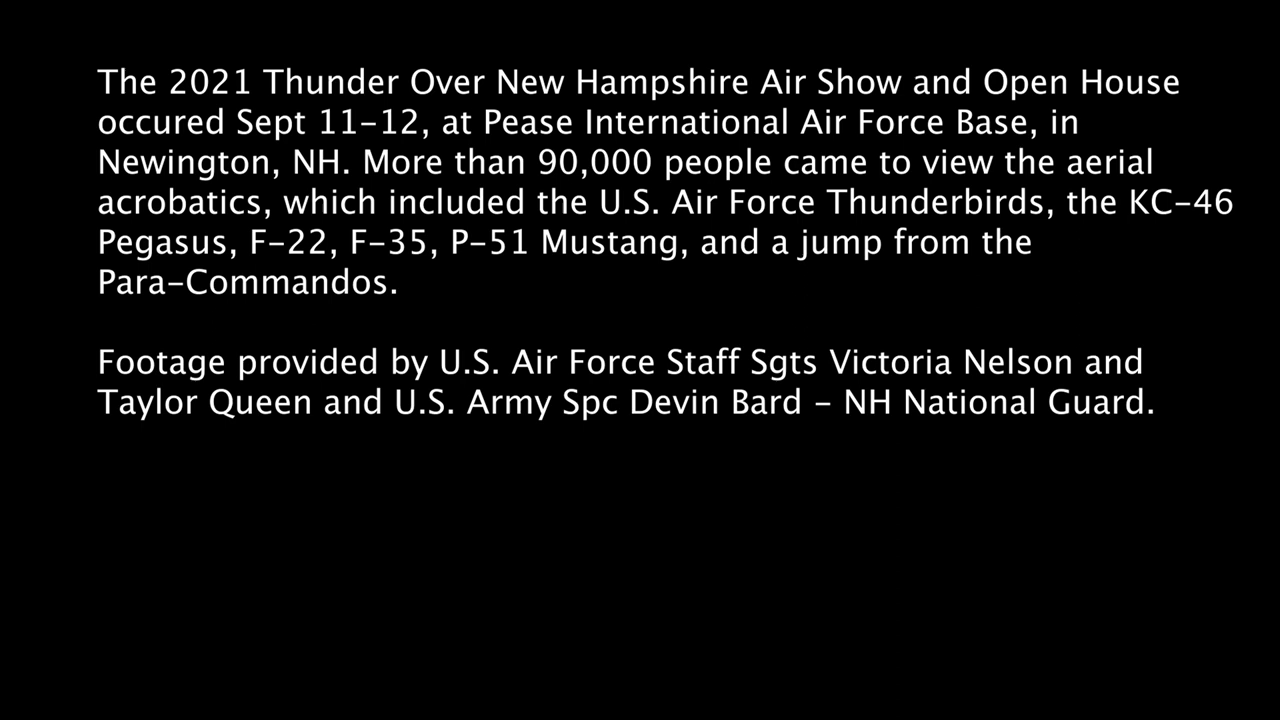 The 2021 Thunder Over New Hampshire Air Show and Open House
occured Sept 11-12, at Pease International Air Force Base, in
Newington, NH. More than 90,000 people came to view the aerial
acrobatics, which included the U.S. Air Force Thunderbirds, the KC-46
Pegasus, F-22, F-35, P-51 Mustang, and a jump from the
Para-Commandos.
Footage provided by U.S. Air Force Staff Sgts Victoria Nelson and
Taylor Queen and U.S. Army Spc Devin Bard - NH National Guard.